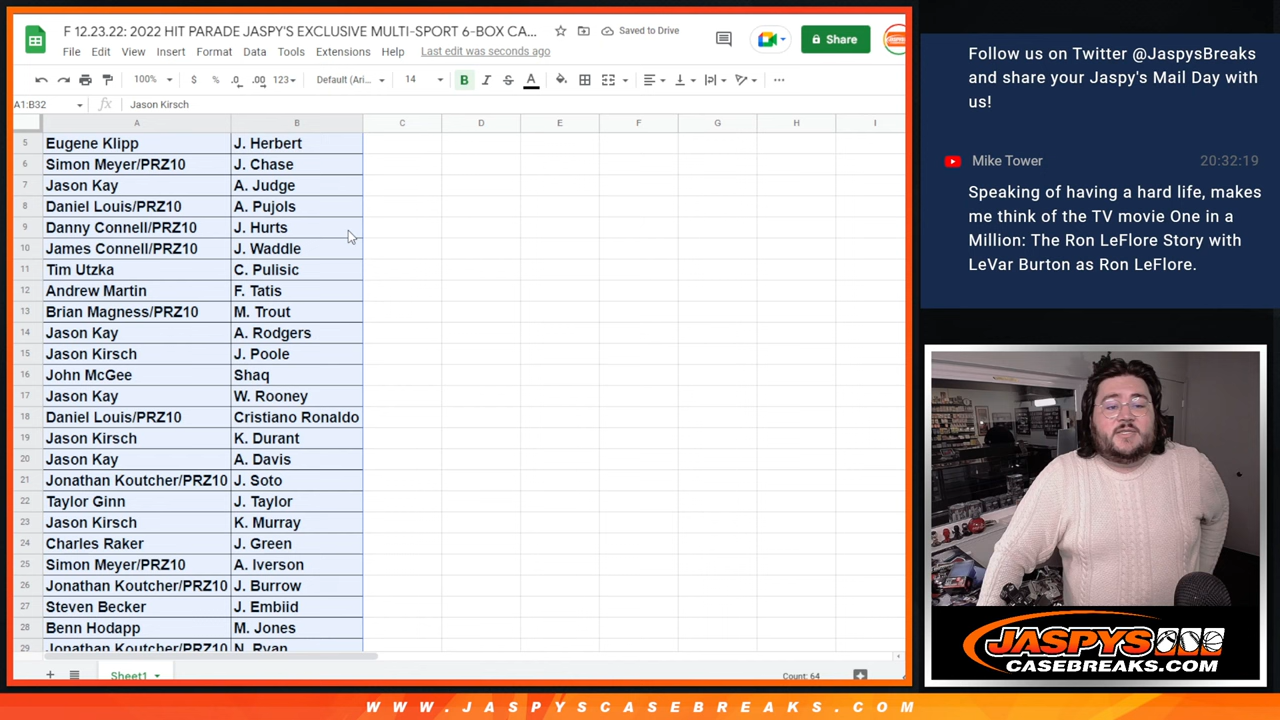 F 12.23.22: 2022 HIT PARADE JASPY'S EXCLUSIVE MULTI-SPORT 6-BOX CA...
Saved to Drive
File Edit View Insert Format Data Tools Extensions Help Last edit was seconds ago
Share
100% $ % .0 .00 123 Default (Ari... 14 B I S A
A1:B32 fx Jason Kirsch
A B C D E F G H I
5 Eugene Klipp J. Herbert
6 Simon Meyer/PRZ10 J. Chase
7 Jason Kay A. Judge
8 Daniel Louis/PRZ10 A. Pujols
9 Danny Connell/PRZ10 J. Hurts
10 James Connell/PRZ10 J. Waddle
11 Tim Utzka C. Pulisic
12 Andrew Martin F. Tatis
13 Brian Magness/PRZ10 M. Trout
14 Jason Kay A. Rodgers
15 Jason Kirsch J. Poole
16 John McGee Shaq
17 Jason Kay W. Rooney
18 Daniel Louis/PRZ10 Cristiano Ronaldo
19 Jason Kirsch K. Durant
20 Jason Kay A. Davis
21 Jonathan Koutcher/PRZ10 J. Soto
22 Taylor Ginn J. Taylor
23 Jason Kirsch K. Murray
24 Charles Raker J. Green
25 Simon Meyer/PRZ10 A. Iverson
26 Jonathan Koutcher/PRZ10 J. Burrow
27 Steven Becker J. Embiid
28 Benn Hodapp M. Jones
29 Jonathan Koutcher/PRZ10 N. Ryan
Sheet1
Count: 64
Follow us on Twitter @JaspysBreaks
and share your Jaspy's Mail Day with
us!
Mike Tower 20:32:19
Speaking of having a hard life, makes
me think of the TV movie One in a
Million: The Ron LeFlore Story with
LeVar Burton as Ron LeFlore.
JASPYS
CASEBREAKS.COM
WWW.JASPYSCASEBREAKS.COM